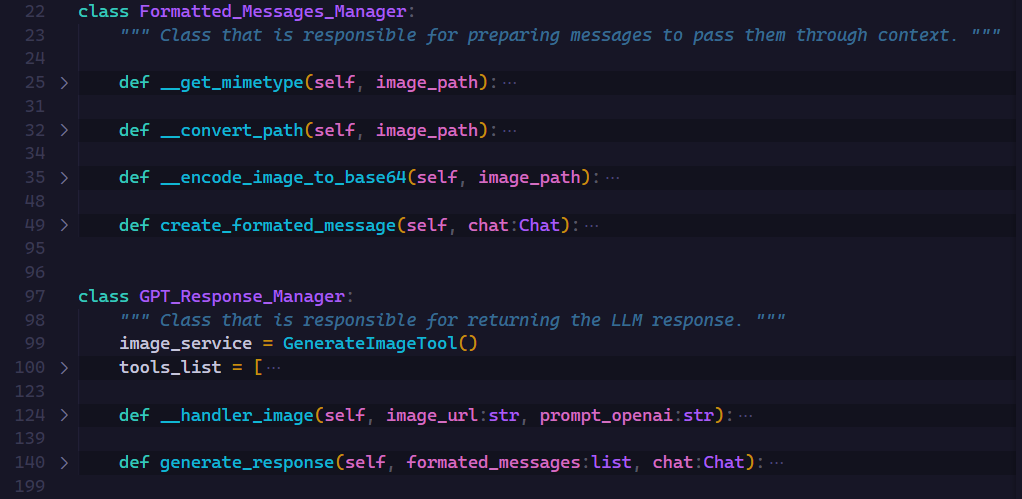 22 class Formatted_Messages_Manager:
23 """ Class that is responsible for preparing messages to pass them through context. """
24
25 > def __get_mimetype(self, image_path): ···
31
32 > def __convert_path(self, image_path): ···
34
35 > def __encode_image_to_base64(self, image_path): ···
48
49 > def create_formated_message(self, chat:Chat): ···
95
96
97 class GPT_Response_Manager:
98 """ Class that is responsible for returning the LLM response. """
99 image_service = GenerateImageTool()
100 > tools_list = [ ···
123
124 > def __handler_image(self, image_url:str, prompt_openai:str): ···
139
140 > def generate_response(self, formated_messages:list, chat:Chat): ···
199